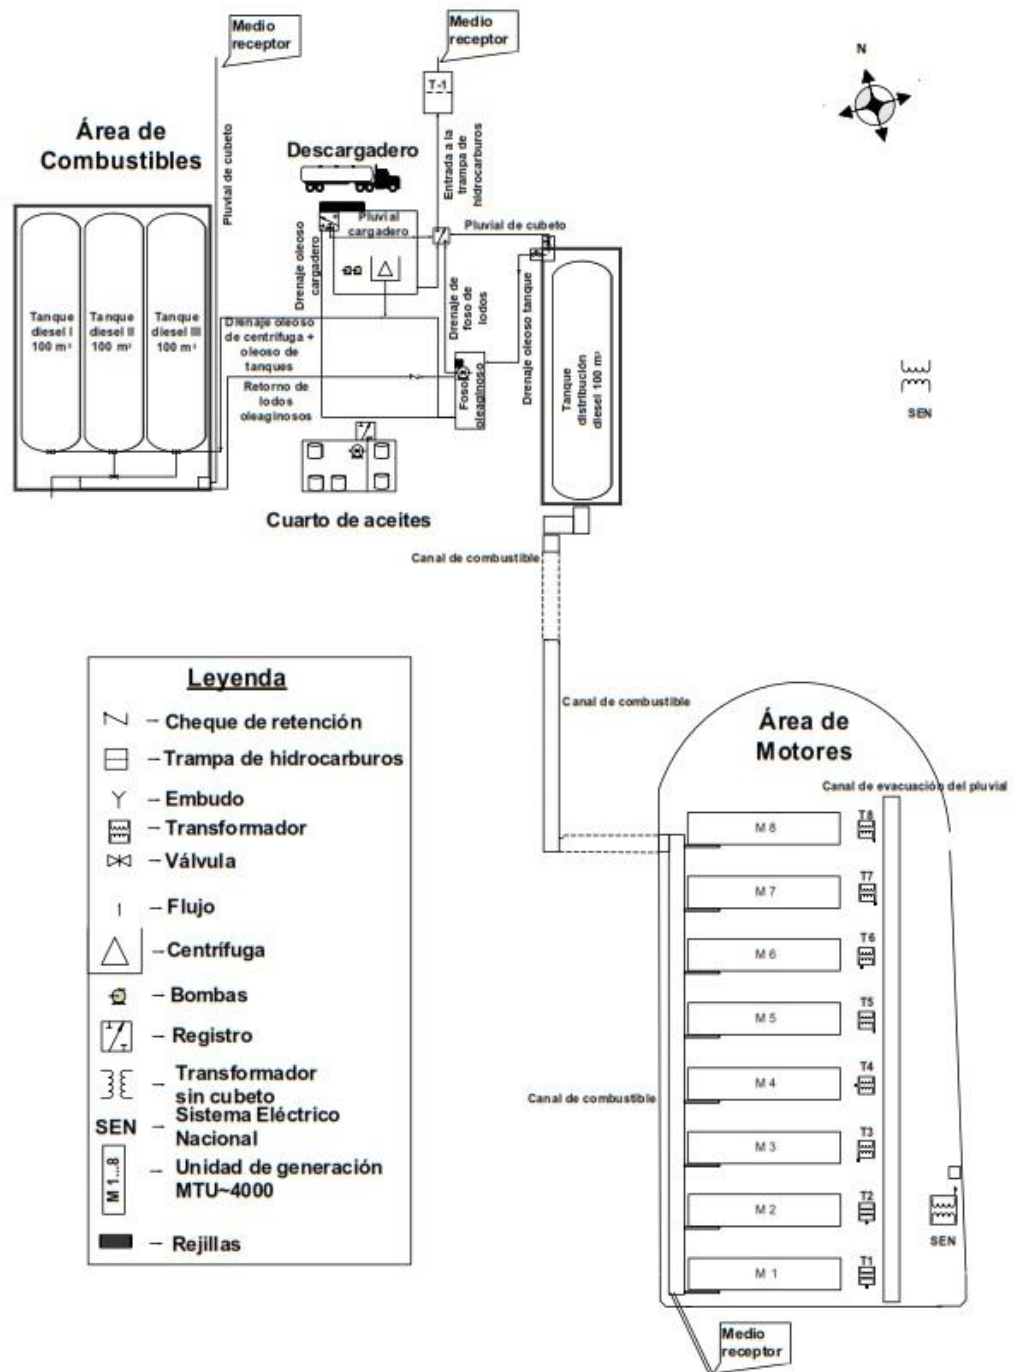 Medio
receptor
Medio
receptor
N
T-1
Área de
Combustibles
Pluvial de cubeto
Descargadero
Entrada a la
trampa de
hidrocarburos
Pluvial
cargadero
Pluvial de cubeto
Drenaje oleoso
cargadero
Drenaje de
foso de
lodos
Drenaje oleoso tanque
Tanque
diesel I
100 m³
Tanque
diesel II
100 m³
Tanque
diesel III
100 m³
Drenaje oleoso
de centrífuga +
oleoso de
tanques
Retorno de
lodos
oleaginosos
Foso
oleaginoso
Tanque
distribución
diesel 100 m³
SEN
Cuarto de aceites
Canal de combustible
Canal de combustible
Leyenda
Cheque de retención
Trampa de hidrocarburos
Embudo
Transformador
Válvula
Flujo
Centrífuga
Bombas
Registro
Transformador
sin cubeto
SEN
Sistema Eléctrico
Nacional
M 1...8
Unidad de generación
MTU~4000
Rejillas
Área de
Motores
Canal de evacuación del pluvial
M 8
T8
M 7
T7
M 6
T6
M 5
T5
M 4
T4
Canal de combustible
M 3
T3
M 2
T2
SEN
M 1
T1
Medio
receptor